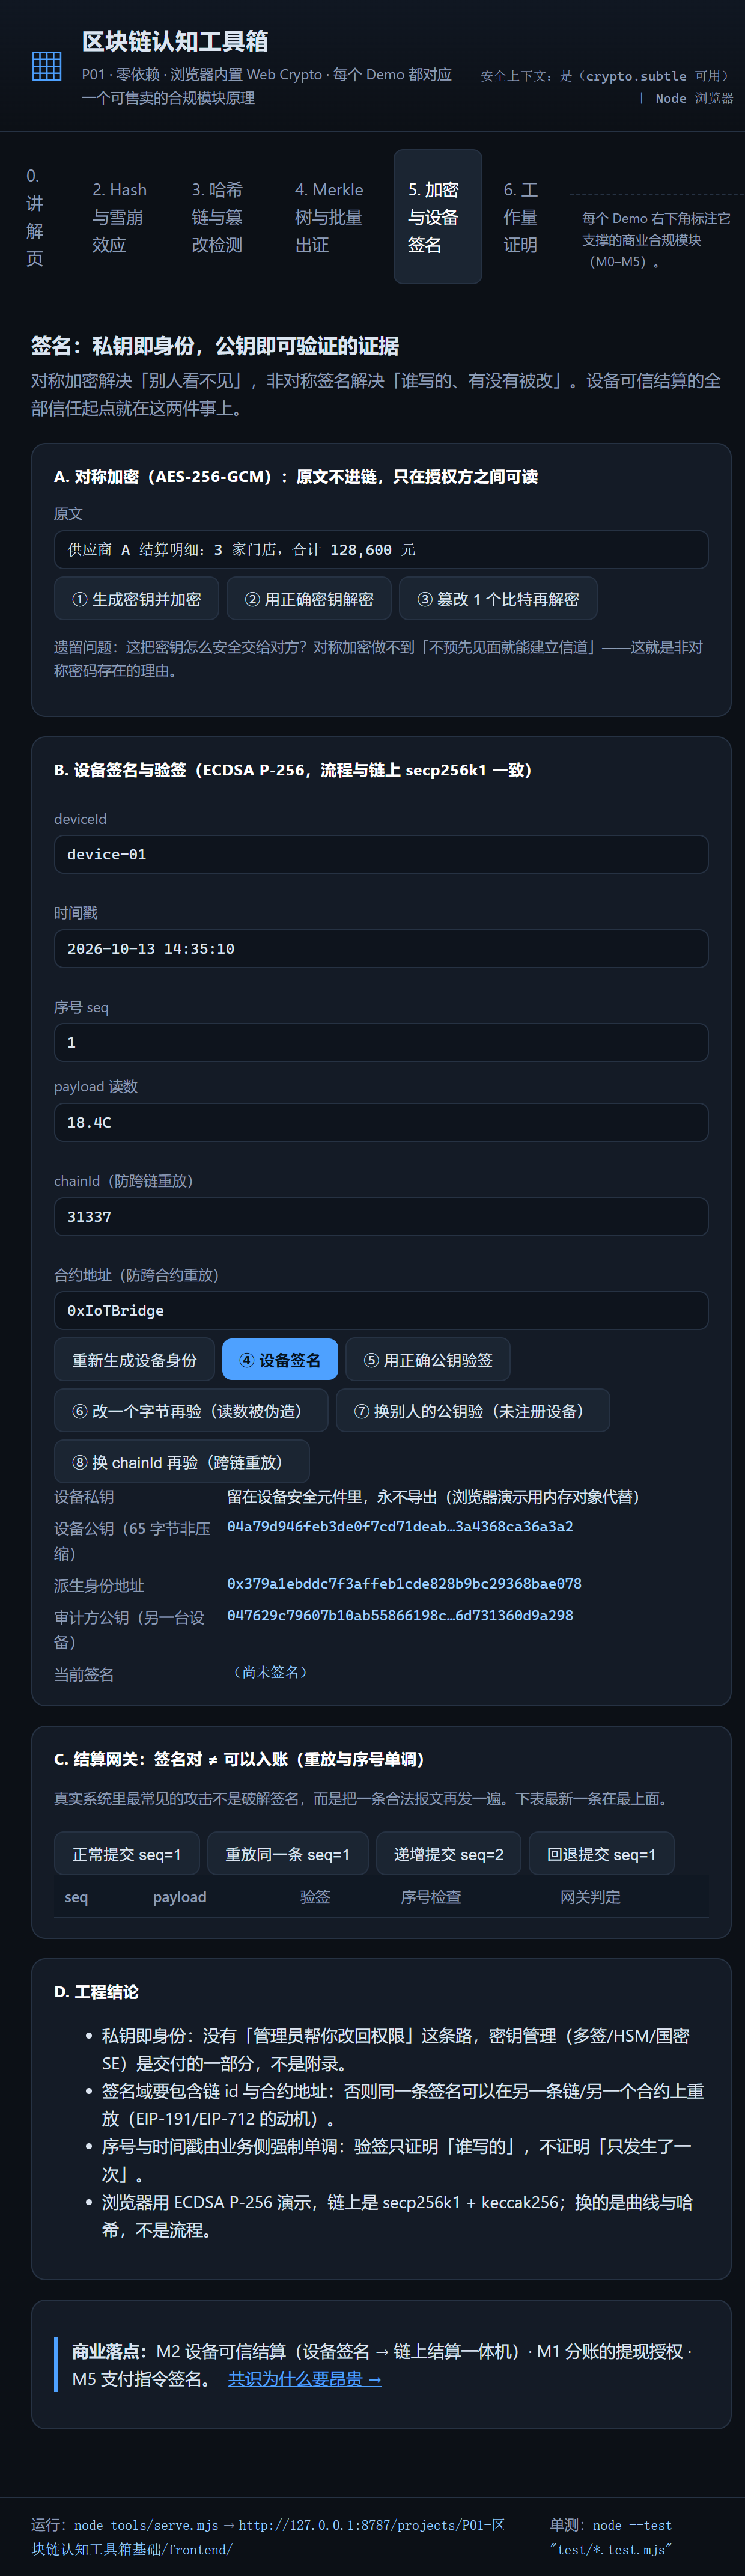 区块链认知工具箱
P01 · 零依赖 · 浏览器内置 Web Crypto · 每个 Demo 都对应
一个可售卖的合规模块原理
安全上下文：是（crypto.subtle 可用）
| Node 浏览器
0.
讲
解
页
2. Hash
与雪崩
效应
3. 哈希
链与篡
改检测
4. Merkle
树与批量
出证
5. 加密
与设备
签名
6. 工
作量
证明
每个 Demo 右下角标注它
支撑的商业合规模块
（M0–M5）。
签名：私钥即身份，公钥即可验证的证据
对称加密解决「别人看不见」，非对称签名解决「谁写的、有没有被改」。设备可信结算的全
部信任起点就在这两件事上。
A. 对称加密（AES-256-GCM）：原文不进链，只在授权方之间可读
原文
供应商 A 结算明细：3 家门店，合计 128,600 元
① 生成密钥并加密
② 用正确密钥解密
③ 篡改 1 个比特再解密
遗留问题：这把密钥怎么安全交给对方？对称加密做不到「不预先见面就能建立信道」——这就是非对
称密码存在的理由。
B. 设备签名与验签（ECDSA P-256，流程与链上 secp256k1 一致）
deviceId
device-01
时间戳
2026-10-13 14:35:10
序号 seq
1
payload 读数
18.4C
chainId（防跨链重放）
31337
合约地址（防跨合约重放）
0xIoTBridge
重新生成设备身份
④ 设备签名
⑤ 用正确公钥验签
⑥ 改一个字节再验（读数被伪造）
⑦ 换别人的公钥验（未注册设备）
⑧ 换 chainId 再验（跨链重放）
设备私钥
留在设备安全元件里，永不导出（浏览器演示用内存对象代替）
设备公钥（65 字节非压
缩）
04a79d946feb3de0f7cd71deab…3a4368ca36a3a2
派生身份地址
0x379a1ebddc7f3affeb1cde828b9bc29368bae078
审计方公钥（另一台设
备）
047629c79607b10ab55866198c…6d731360d9a298
当前签名
（尚未签名）
C. 结算网关：签名对 ≠ 可以入账（重放与序号单调）
真实系统里最常见的攻击不是破解签名，而是把一条合法报文再发一遍。下表最新一条在最上面。
正常提交 seq=1
重放同一条 seq=1
递增提交 seq=2
回退提交 seq=1
seq payload 验签 序号检查 网关判定
D. 工程结论
• 私钥即身份：没有「管理员帮你改回权限」这条路，密钥管理（多签/HSM/国密
SE）是交付的一部分，不是附录。
• 签名域要包含链 id 与合约地址：否则同一条签名可以在另一条链/另一个合约上重
放（EIP-191/EIP-712 的动机）。
• 序号与时间戳由业务侧强制单调：验签只证明「谁写的」，不证明「只发生了一
次」。
• 浏览器用 ECDSA P-256 演示，链上是 secp256k1 + keccak256；换的是曲线与哈
希，不是流程。
商业落点：M2 设备可信结算（设备签名 → 链上结算一体机）· M1 分账的提现授权 ·
M5 支付指令签名。 共识为什么要昂贵 →
运行：node tools/serve.mjs → http://127.0.0.1:8787/projects/P01-区
块链认知工具箱基础/frontend/
单测：node --test
"test/*.test.mjs"